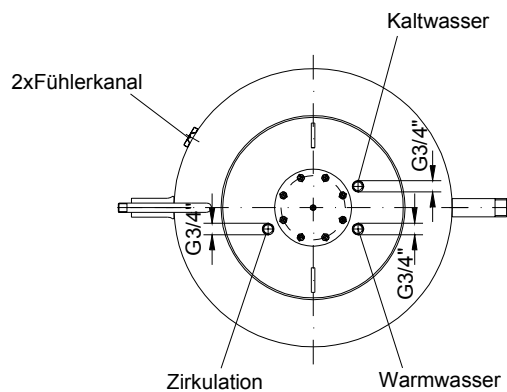 Kaltwasser
2xFühlerkanal
G3/4"
G3/4"
G3/4"
Zirkulation
Warmwasser